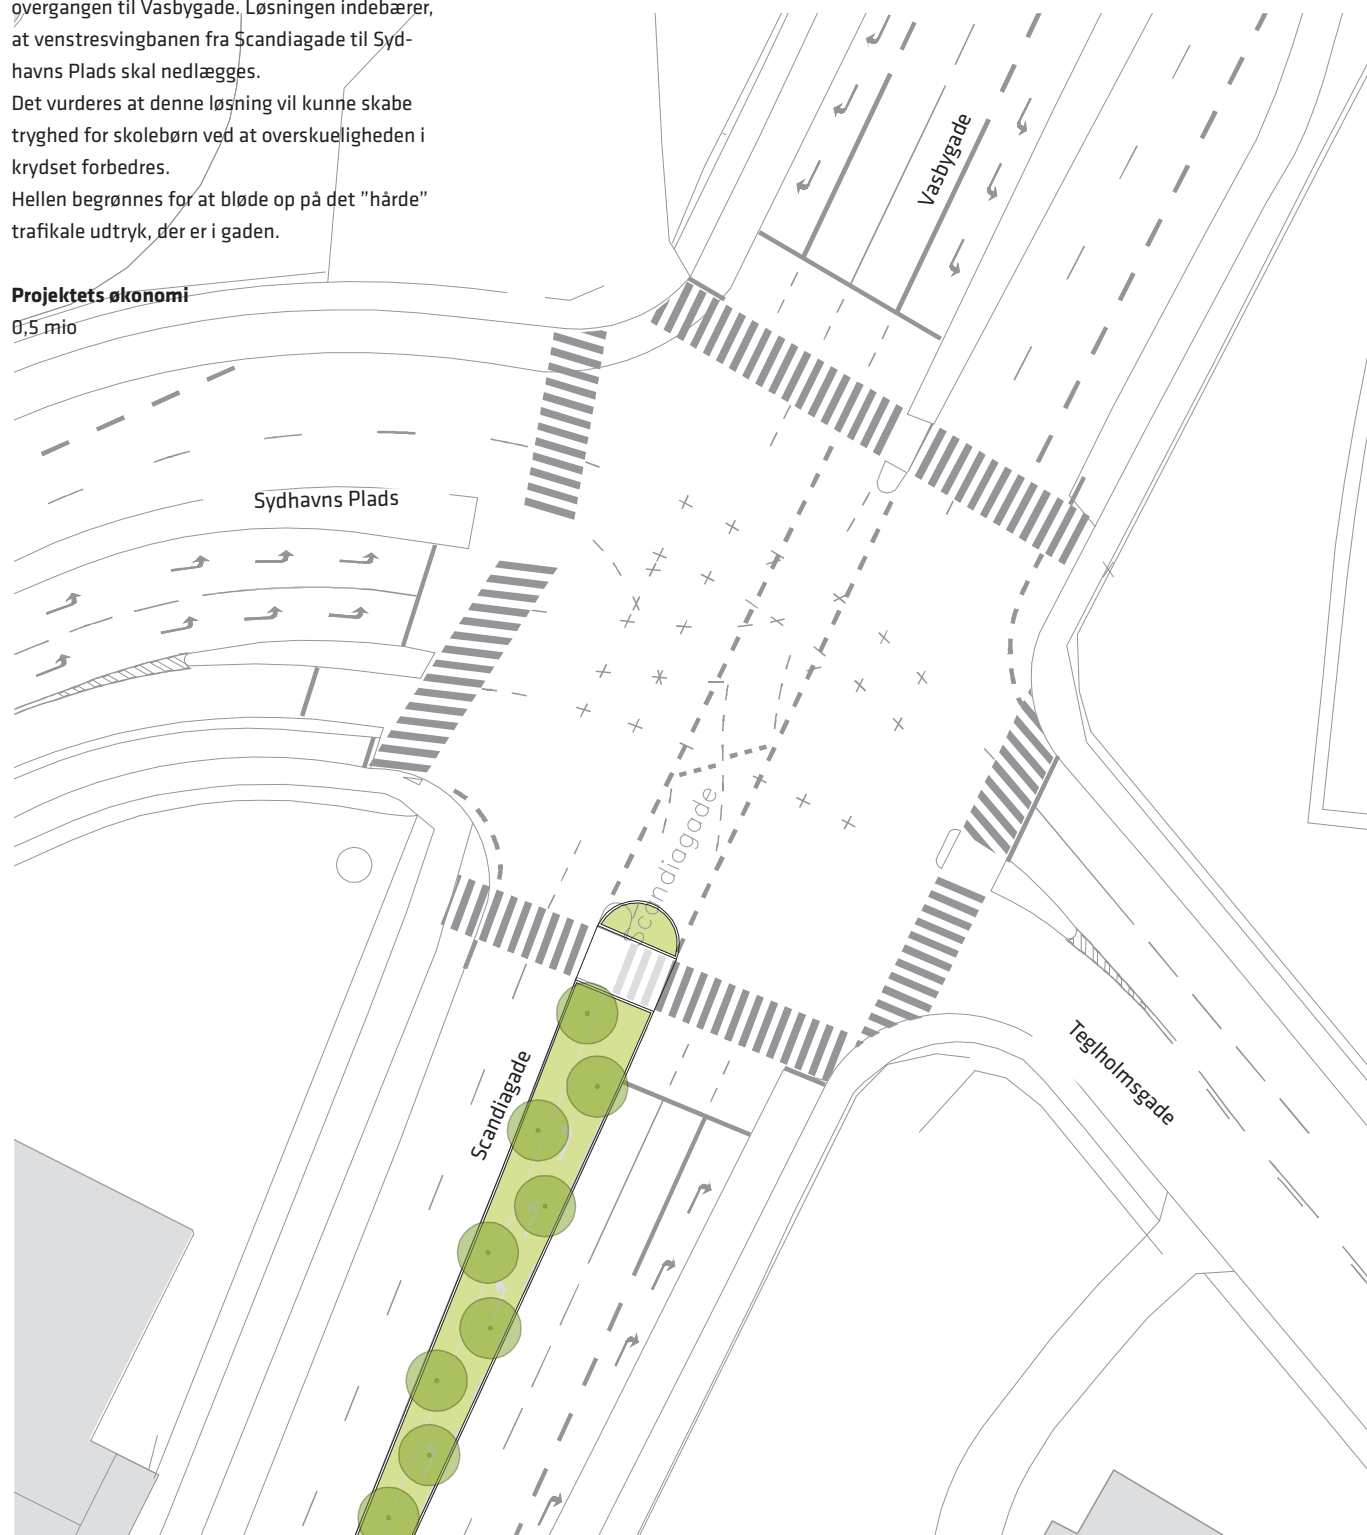 overgangen til Vasbygade. Løsningen indebærer,
at venstresvingbanen fra Scandiagade til Syd-
havns Plads skal nedlægges.
Det vurderes at denne løsning vil kunne skabe
tryghed for skolebørn ved at overskueligheden i
krydset forbedres.
Hellen begrønnes for at bløde op på det ”hårde”
trafikale udtryk, der er i gaden.
Projektets økonomi
0,5 mio
Vasbygade
Sydhavns Plads
Scandiagade
Scandiagade
Teglholmsgade